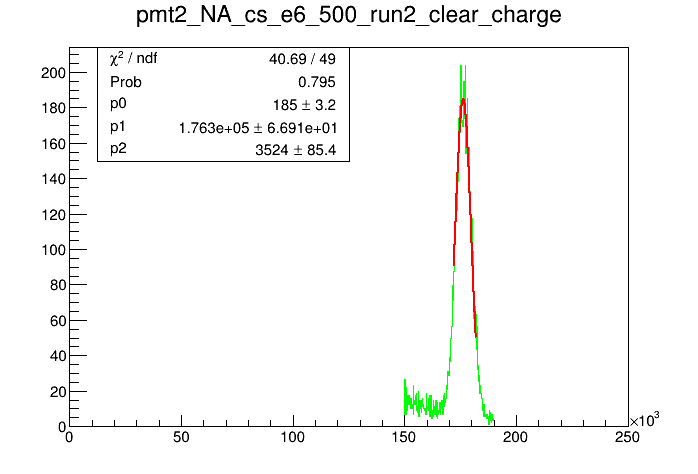 pmt2_NA_cs_e6_500_run2_clear_charge
χ² / ndf 40.69 / 49
Prob 0.795
p0 185 ± 3.2
p1 1.763e+05 ± 6.691e+01
p2 3524 ± 85.4
200
180
160
140
120
100
80
60
40
20
0
0 50 100 150 200 250
×10³